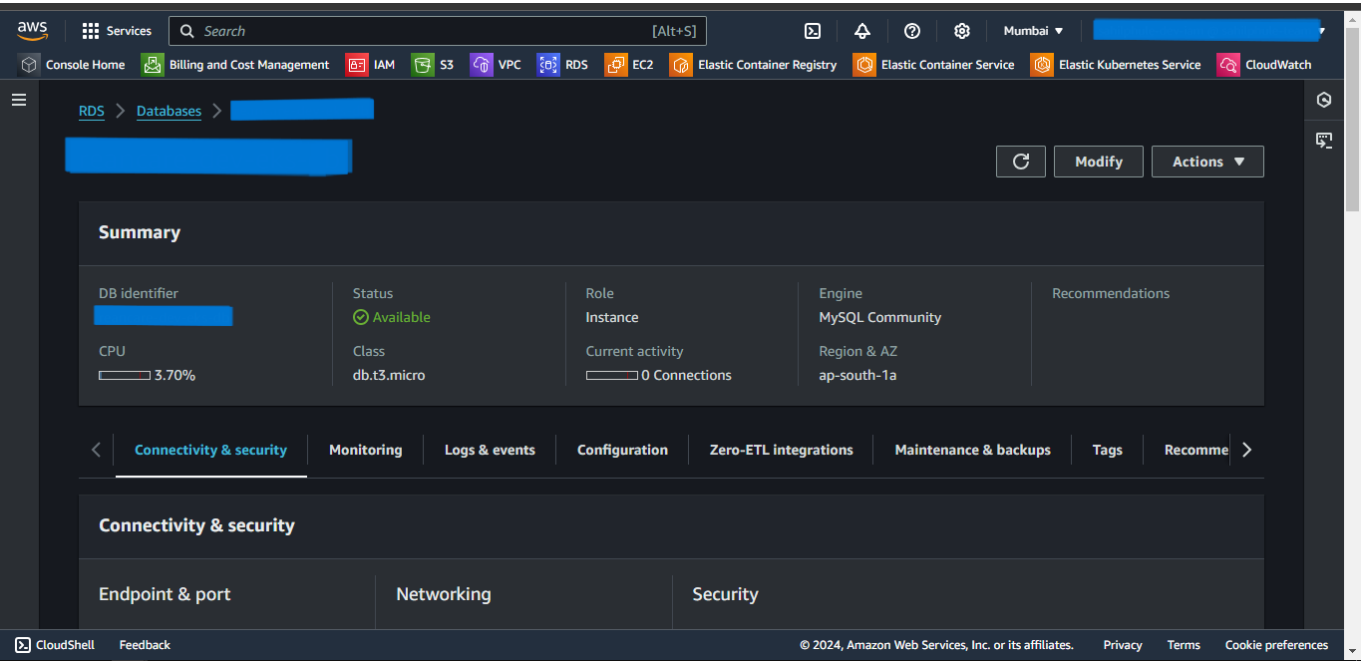 aws Services Search [Alt+S] Mumbai
Console Home Billing and Cost Management IAM S3 VPC RDS EC2 Elastic Container Registry Elastic Container Service Elastic Kubernetes Service CloudWatch
RDS > Databases >
Modify Actions
Summary
DB identifier Status Role Engine Recommendations
Available Instance MySQL Community
CPU Class Current activity Region & AZ
3.70% db.t3.micro 0 Connections ap-south-1a
Connectivity & security Monitoring Logs & events Configuration Zero-ETL integrations Maintenance & backups Tags Recomme
Connectivity & security
Endpoint & port Networking Security
CloudShell Feedback © 2024, Amazon Web Services, Inc. or its affiliates. Privacy Terms Cookie preferences